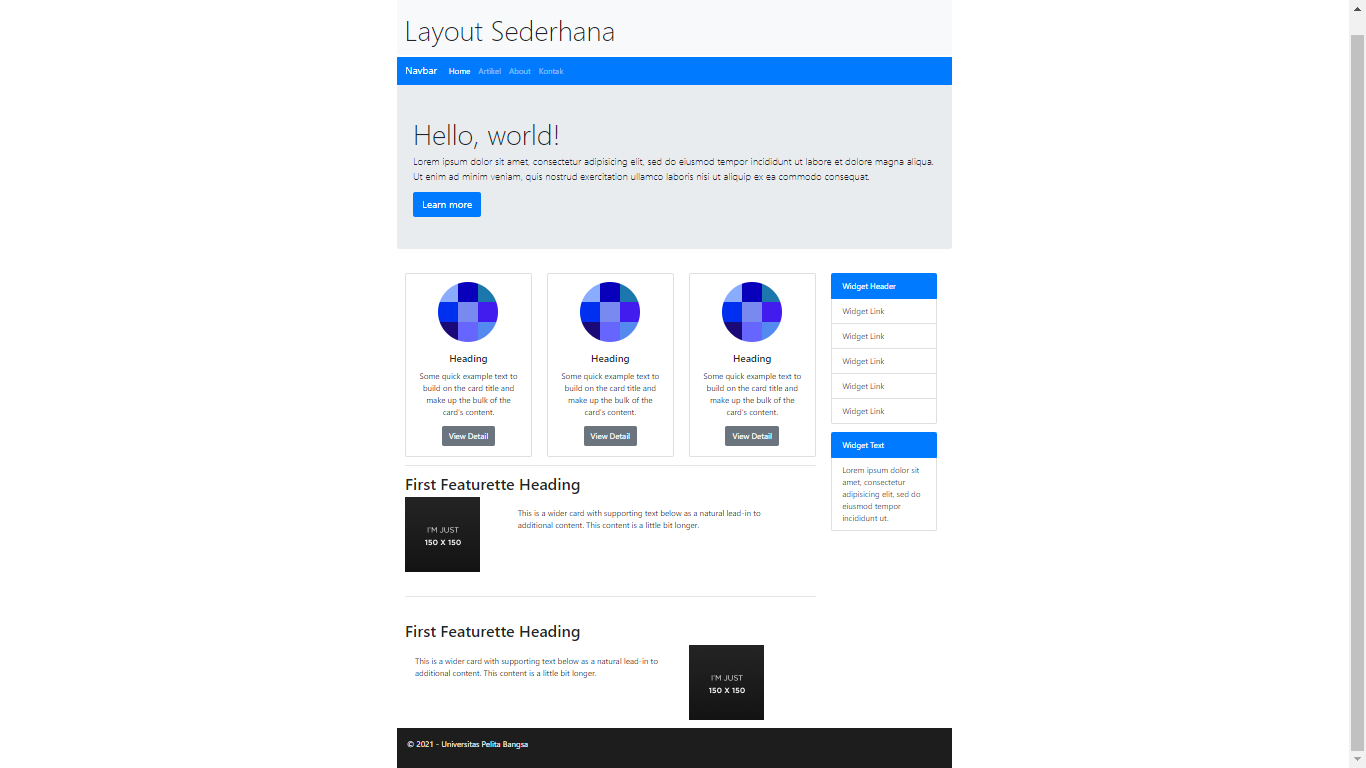 Layout Sederhana
Navbar Home Artikel About Kontak
Hello, world!
Lorem ipsum dolor sit amet, consectetur adipisicing elit, sed do eiusmod tempor incididunt ut labore et dolore magna aliqua.
Ut enim ad minim veniam, quis nostrud exercitation ullamco laboris nisi ut aliquip ex ea commodo consequat.
Learn more
Heading
Some quick example text to
build on the card title and
make up the bulk of the
card's content.
View Detail
Heading
Some quick example text to
build on the card title and
make up the bulk of the
card's content.
View Detail
Heading
Some quick example text to
build on the card title and
make up the bulk of the
card's content.
View Detail
Widget Header
Widget Link
Widget Link
Widget Link
Widget Link
Widget Link
Widget Text
Lorem ipsum dolor sit
amet, consectetur
adipisicing elit, sed do
eiusmod tempor
incididunt ut.
First Featurette Heading
I'M JUST
150 X 150
This is a wider card with supporting text below as a natural lead-in to
additional content. This content is a little bit longer.
First Featurette Heading
This is a wider card with supporting text below as a natural lead-in to
additional content. This content is a little bit longer.
I'M JUST
150 X 150
© 2021 - Universitas Pelita Bangsa